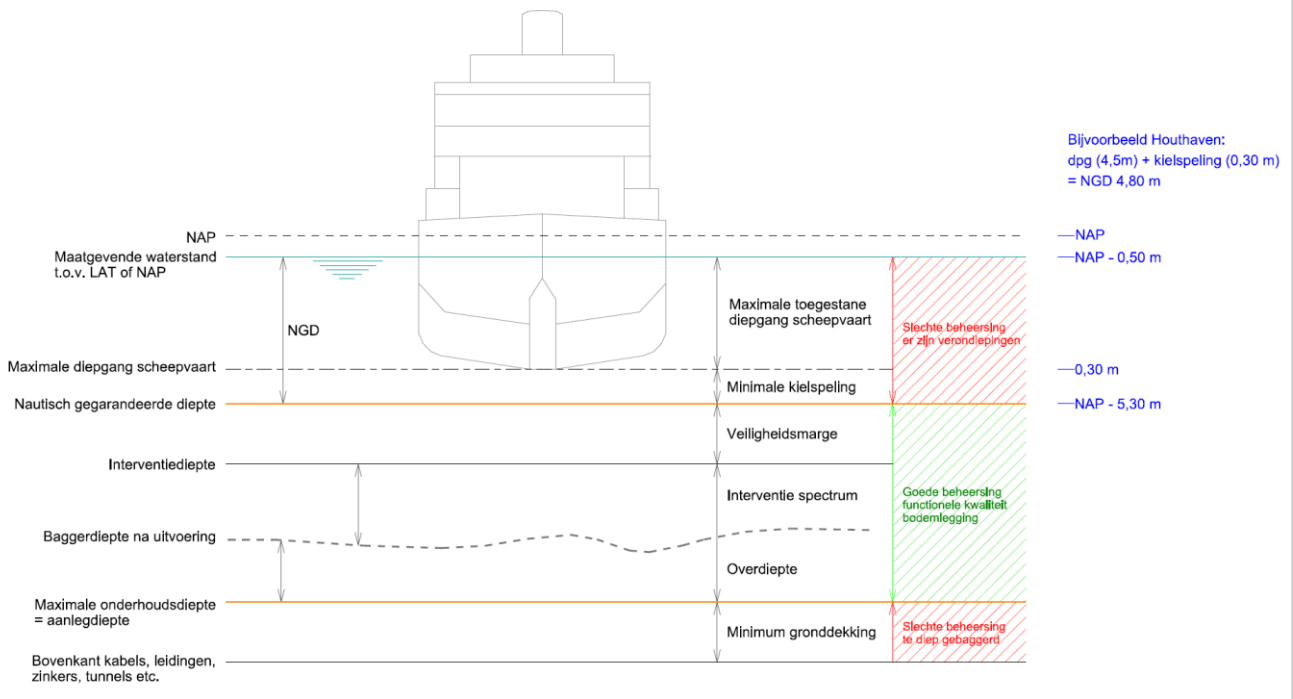 Bijvoorbeeld Houthaven:
dpg (4,5m) + kielspeling (0,30 m)
= NGD 4,80 m
NAP
NAP
Maatgevende waterstand
t.o.v. LAT of NAP
NAP - 0,50 m
NGD
Maximale toegestane
diepgang scheepvaart
Slechte beheersing
er zijn verondiepingen
Maximale diepgang scheepvaart
0,30 m
Minimale kielspeling
Nautisch gegarandeerde diepte
NAP - 5,30 m
Veiligheidsmarge
Interventiediepte
Interventie spectrum
Goede beheersing
functionele kwaliteit
bodemlegging
Baggerdiepte na uitvoering
Overdiepte
Maximale onderhoudsdiepte
= aanlegdiepte
Minimum gronddekking
Slechte beheersing
te diep gebaggerd
Bovenkant kabels, leidingen,
zinkers, tunnels etc.